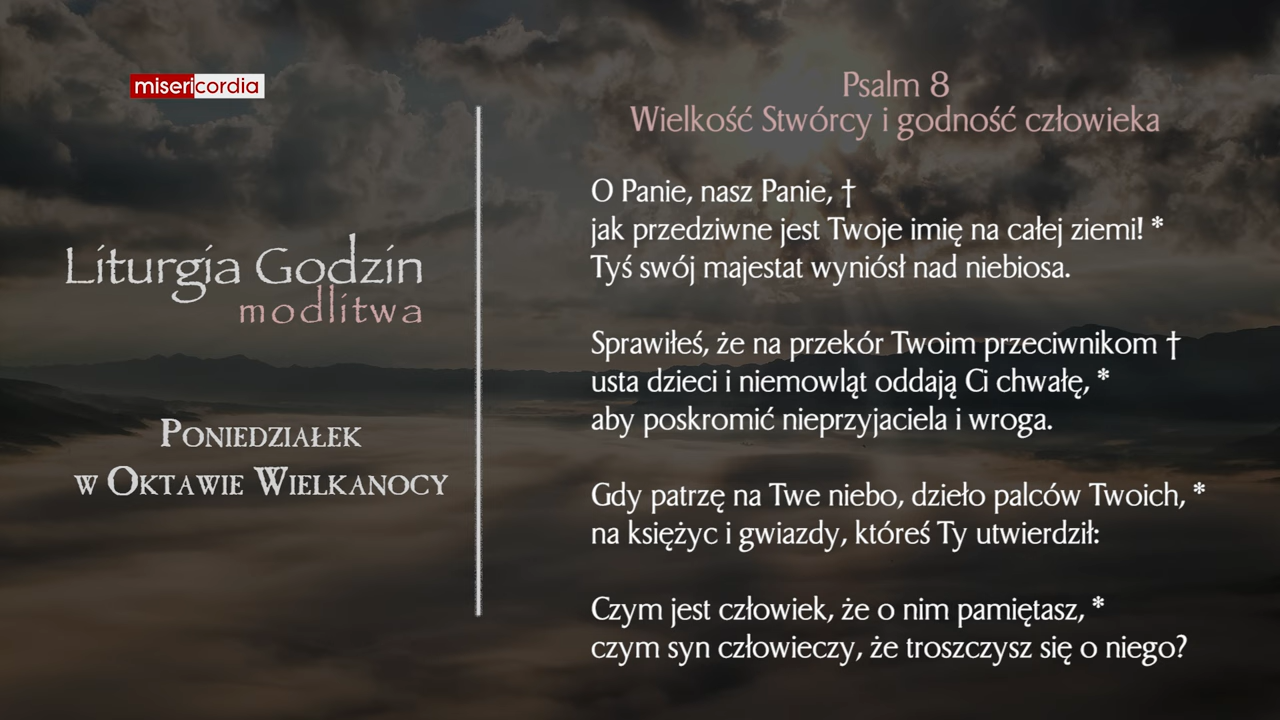 misericordia
Liturgia Godzin
modlitwa
Poniedziałek
w Oktawie Wielkanocy
Psalm 8
Wielkość Stwórcy i godność człowieka
O Panie, nasz Panie, †
jak przedziwne jest Twoje imię na całej ziemi! *
Tyś swój majestat wyniósł nad niebiosa.
Sprawiłeś, że na przekór Twoim przeciwnikom †
usta dzieci i niemowląt oddają Ci chwałę, *
aby poskromić nieprzyjaciela i wroga.
Gdy patrzę na Twe niebo, dzieło palców Twoich, *
na księżyc i gwiazdy, któreś Ty utwierdził:
Czym jest człowiek, że o nim pamiętasz, *
czym syn człowieczy, że troszczysz się o niego?